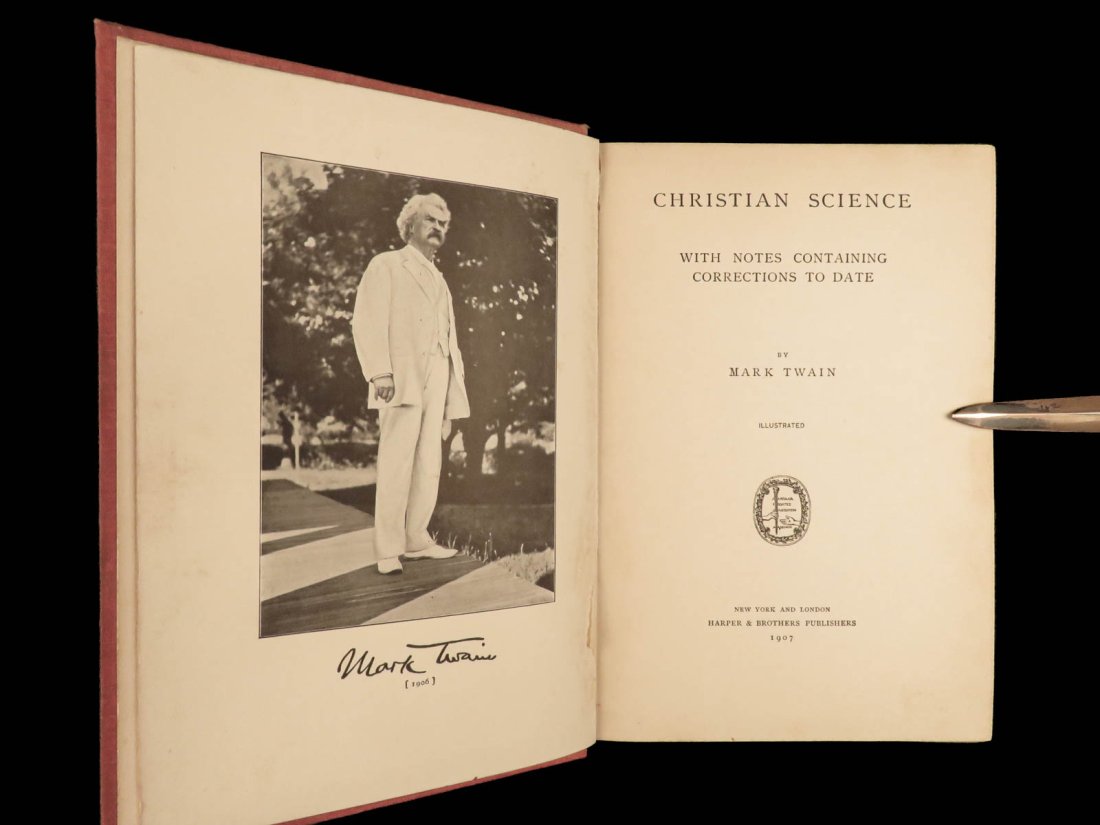 Mark Twain
[ 1906 ]
CHRISTIAN SCIENCE
WITH NOTES CONTAINING
CORRECTIONS TO DATE
BY
MARK TWAIN
ILLUSTRATED
NEW YORK AND LONDON
HARPER & BROTHERS PUBLISHERS
1907